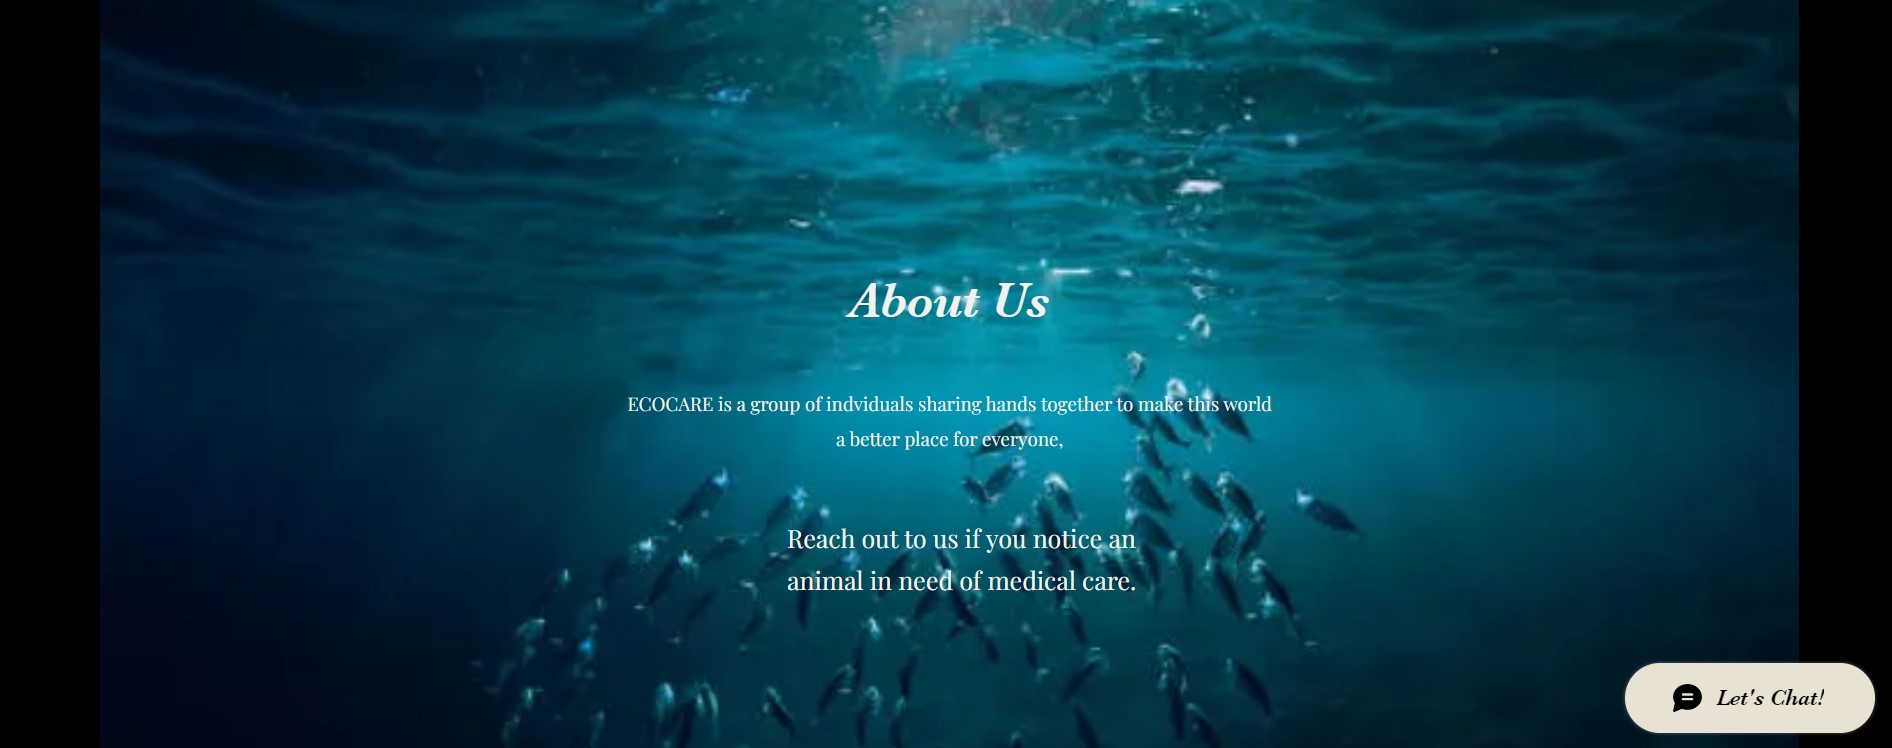 About Us
ECOCARE is a group of indviduals sharing hands together to make this world
a better place for everyone,
Reach out to us if you notice an
animal in need of medical care.
Let's Chat!